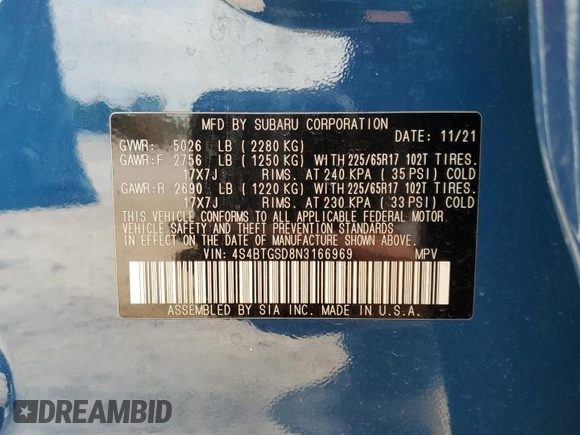 MFD BY SUBARU CORPORATION
DATE: 11/21
GVWR: 5026 LB ( 2280 KG)
GAWR:F 2756 LB ( 1250 KG) WITH 225/65R17 102T TIRES.
17X7J RIMS. AT 240 KPA ( 35 PSI) COLD
GAWR:R 2690 LB ( 1220 KG) WITH 225/65R17 102T TIRES.
17X7J RIMS. AT 230 KPA ( 33 PSI) COLD
THIS VEHICLE CONFORMS TO ALL APPLICABLE FEDERAL MOTOR
VEHICLE SAFETY AND THEFT PREVENTION STANDARDS
IN EFFECT ON THE DATE OF MANUFACTURE SHOWN ABOVE.
VIN: 4S4BTGSD8N3166969 MPV
ASSEMBLED BY SIA INC. MADE IN U.S.A.
DREAMBID